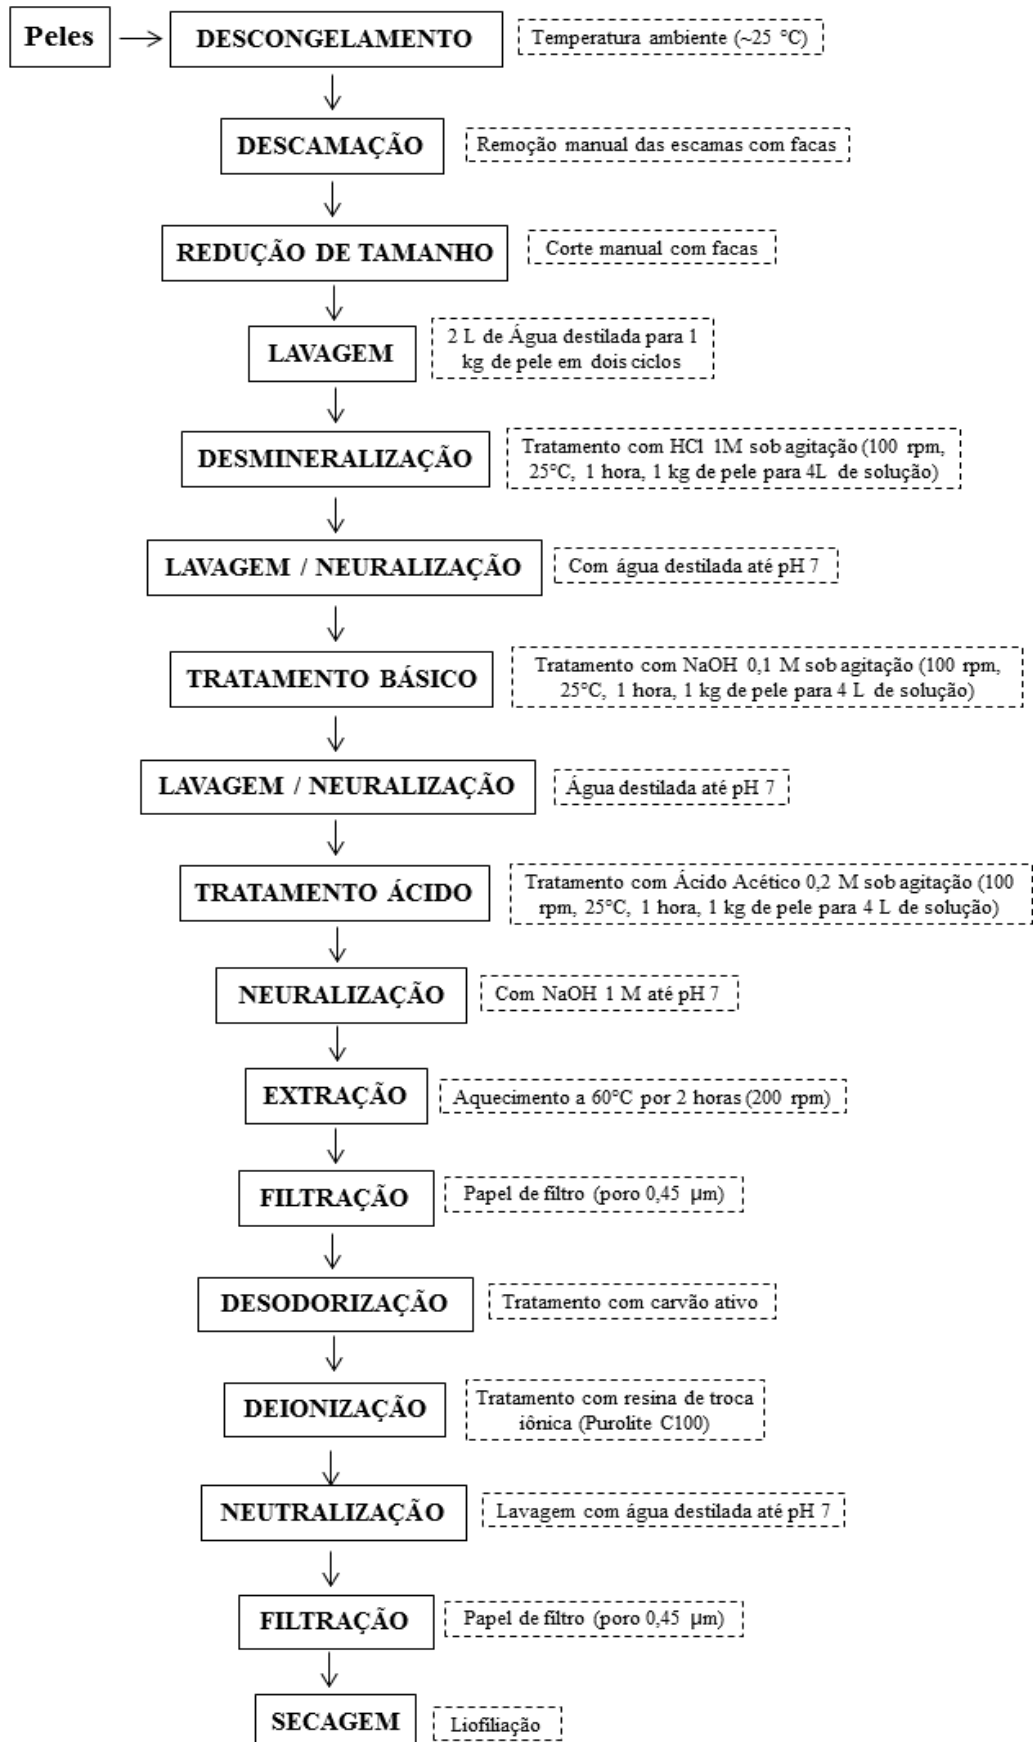 Peles
DESCONGELAMENTO
Temperatura ambiente (~25 °C)
DESCAMAÇÃO
Remoção manual das escamas com facas
REDUÇÃO DE TAMANHO
Corte manual com facas
LAVAGEM
2 L de Água destilada para 1
kg de pele em dois ciclos
DESMINERALIZAÇÃO
Tratamento com HCl 1M sob agitação (100 rpm,
25°C, 1 hora, 1 kg de pele para 4L de solução)
LAVAGEM / NEURALIZAÇÃO
Com água destilada até pH 7
TRATAMENTO BÁSICO
Tratamento com NaOH 0,1 M sob agitação (100 rpm,
25°C, 1 hora, 1 kg de pele para 4 L de solução)
LAVAGEM / NEURALIZAÇÃO
Água destilada até pH 7
TRATAMENTO ÁCIDO
Tratamento com Ácido Acético 0,2 M sob agitação (100
rpm, 25°C, 1 hora, 1 kg de pele para 4 L de solução)
NEURALIZAÇÃO
Com NaOH 1 M até pH 7
EXTRAÇÃO
Aquecimento a 60°C por 2 horas (200 rpm)
FILTRAÇÃO
Papel de filtro (poro 0,45 μm)
DESODORIZAÇÃO
Tratamento com carvão ativo
DEIONIZAÇÃO
Tratamento com resina de troca
iônica (Purolite C100)
NEUTRALIZAÇÃO
Lavagem com água destilada até pH 7
FILTRAÇÃO
Papel de filtro (poro 0,45 μm)
SECAGEM
Liofiliação